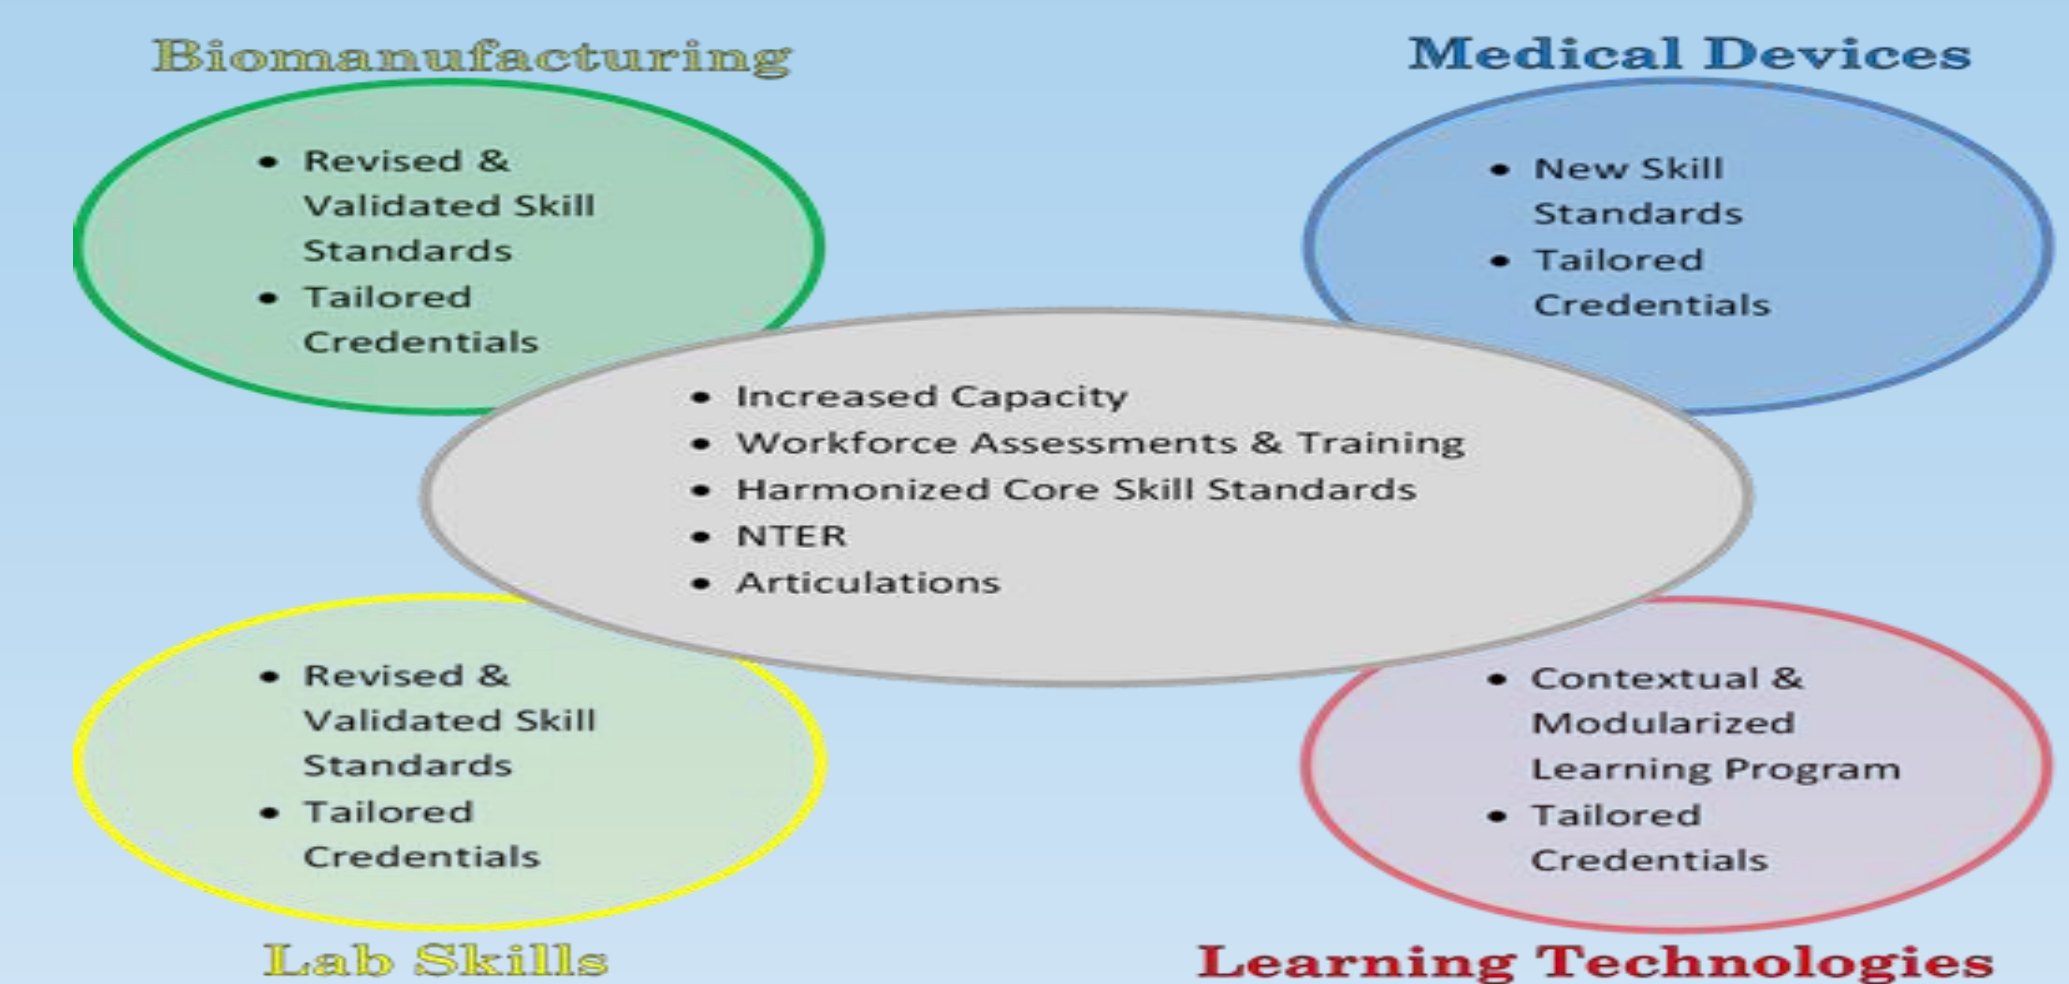 Biomanufacturing
• Revised &
Validated Skill
Standards
• Tailored
Credentials
Medical Devices
• New Skill
Standards
• Tailored
Credentials
• Increased Capacity
• Workforce Assessments & Training
• Harmonized Core Skill Standards
• NTER
• Articulations
• Revised &
Validated Skill
Standards
• Tailored
Credentials
Lab Skills
• Contextual &
Modularized
Learning Program
• Tailored
Credentials
Learning Technologies